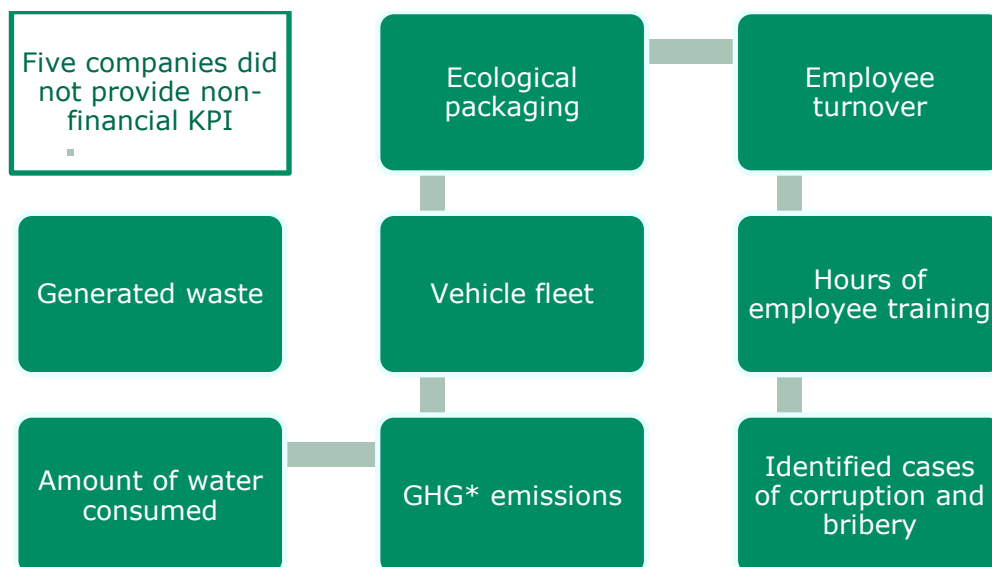 Five companies did
not provide non-
financial KPI
Generated waste
Amount of water
consumed
GHG* emissions
Vehicle fleet
Ecological
packaging
Employee
turnover
Hours of
employee training
Identified cases
of corruption and
bribery